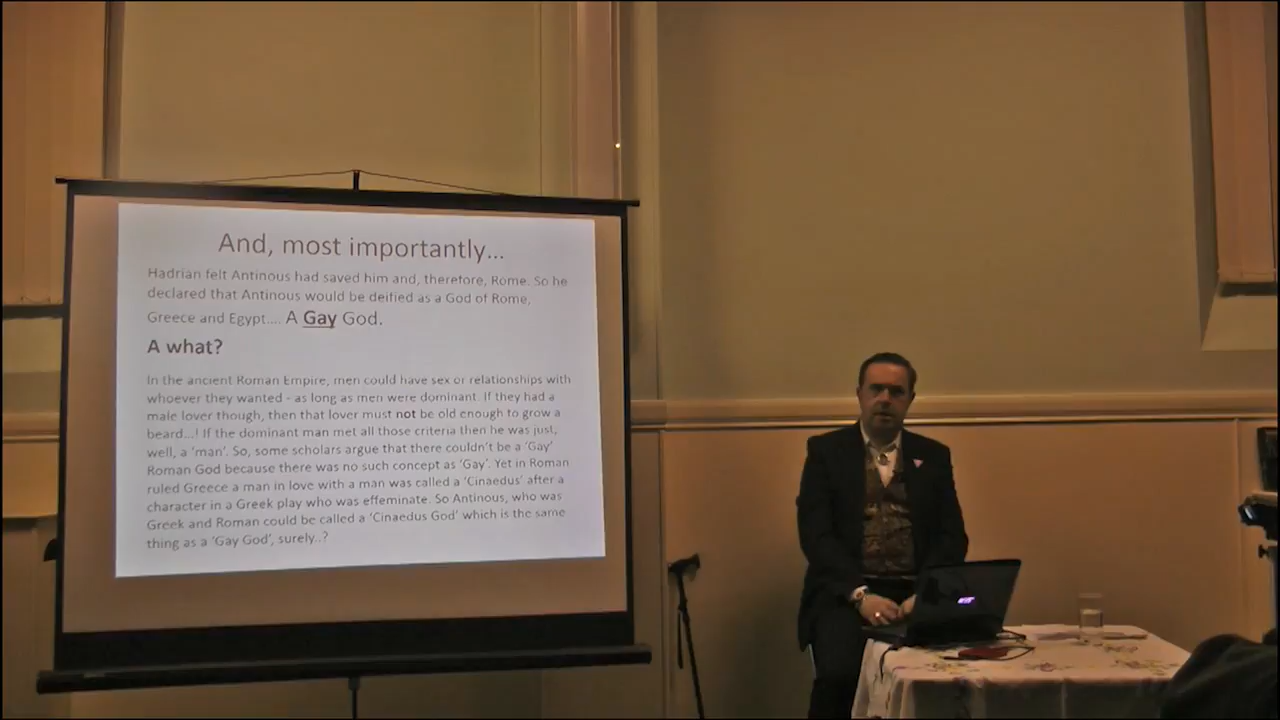 And, most importantly...
Hadrian felt Antinous had saved him and, therefore, Rome. So he
declared that Antinous would be deified as a God of Rome,
Greece and Egypt.... A Gay God.
A what?
In the ancient Roman Empire, men could have sex or relationships with
whoever they wanted - as long as men were dominant. If they had a
male lover though, then that lover must not be old enough to grow a
beard...! If the dominant man met all those criteria then he was just,
well, a 'man'. So, some scholars argue that there couldn't be a 'Gay'
Roman God because there was no such concept as 'Gay'. Yet in Roman
ruled Greece a man in love with a man was called a 'Cinaedus' after a
character in a Greek play who was effeminate. So Antinous, who was
Greek and Roman could be called a 'Cinaedus God' which is the same
thing as a 'Gay God', surely..?